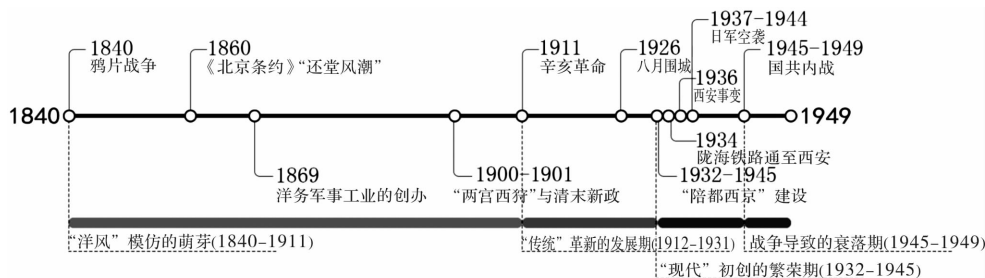 1840
鸦片战争
1860
《北京条约》“还堂风潮”
1911
辛亥革命
1926
八月围城
1936
西安事变
1937-1944
日军空袭
1945-1949
国共内战
1840
1949
1869
洋务军事工业的创办
1900-1901
“两宫西狩”与清末新政
1932-1945
“陪都西京”建设
1934
陇海铁路通至西安
“洋风”模仿的萌芽(1840-1911)
“传统”革新的发展期(1912-1931)
“现代”初创的繁荣期(1932-1945)
战争导致的衰落期(1945-1949)